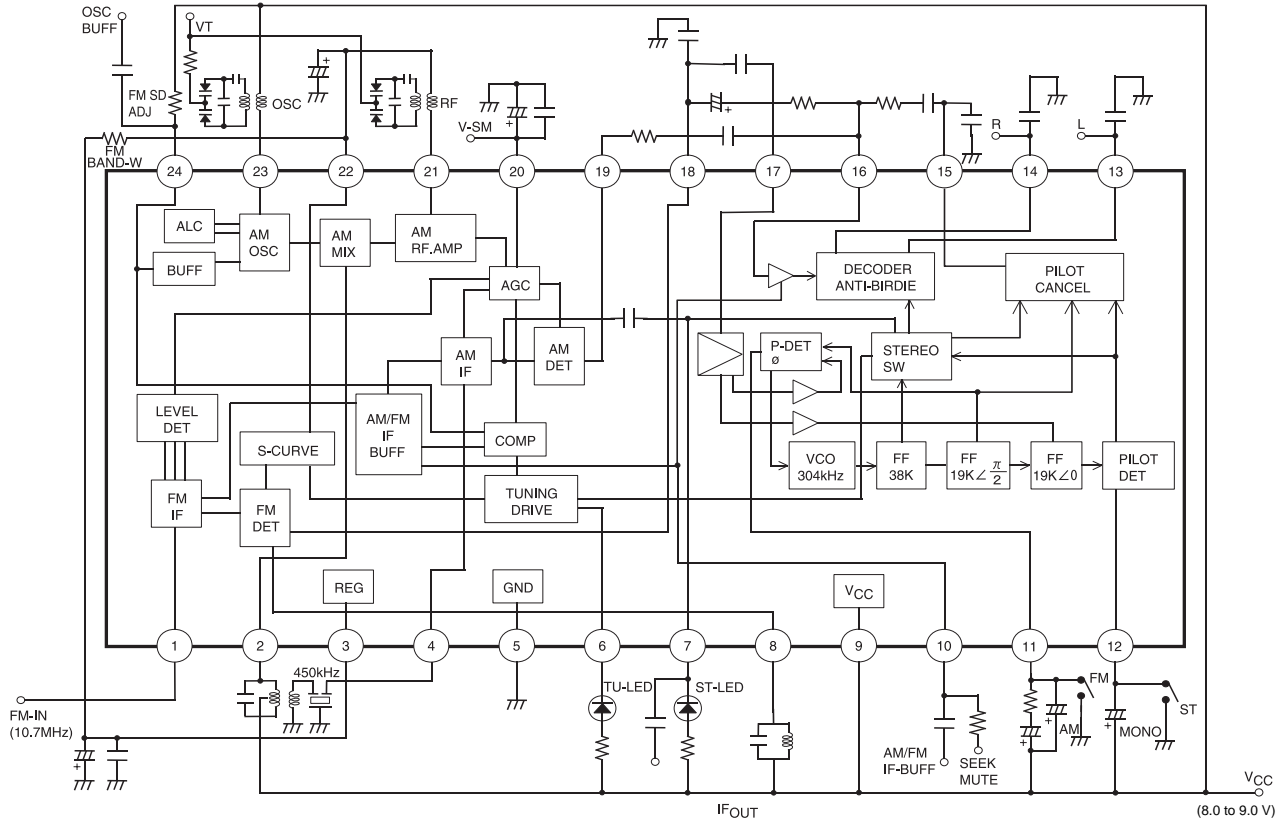 OSC
BUFF
VT
FM SD
ADJ
OSC
RF
V-SM
R
L
FM
BAND-W
24
23
22
21
20
19
18
17
16
15
14
13
ALC
AM
OSC
BUFF
AM
MIX
AM
RF.AMP
AGC
DECODER
ANTI-BIRDIE
PILOT
CANCEL
AM
IF
AM
DET
P-DET
ø
STEREO
SW
LEVEL
DET
S-CURVE
AM/FM
IF
BUFF
COMP
VCO
304kHz
FF
38K
FF
19K∠ π/2
FF
19K∠0
PILOT
DET
FM
IF
FM
DET
TUNING
DRIVE
REG
GND
VCC
1
2
3
4
5
6
7
8
9
10
11
12
450kHz
TU-LED
ST-LED
FM
AM
ST
MONO
FM-IN
(10.7MHz)
AM/FM
IF-BUFF
SEEK
MUTE
IFOUT
VCC
(8.0 to 9.0 V)